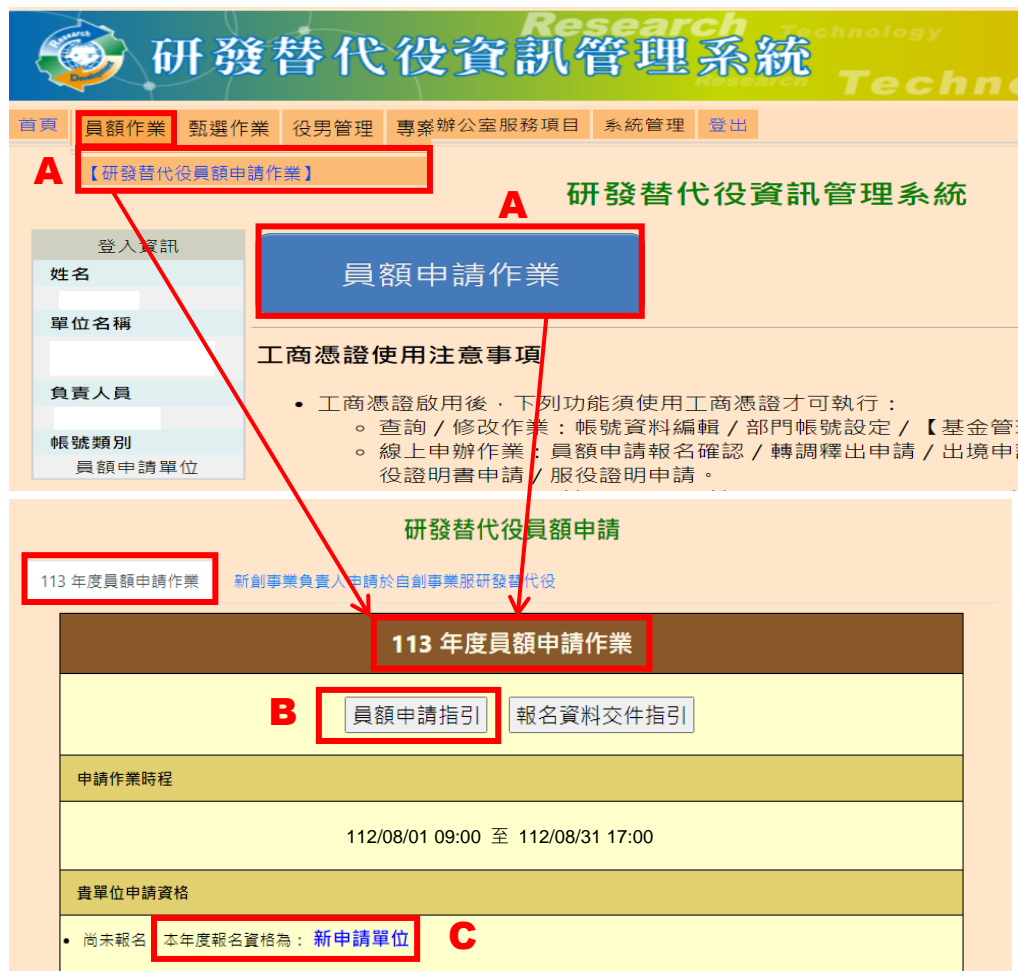 Research Technology
研發替代役資訊管理系統
Research
Techno
首頁 員額作業 甄選作業 役男管理 專案辦公室服務項目 系統管理 登出
A 【研發替代役員額申請作業】
A 研發替代役資訊管理系統
登入資訊
員額申請作業
姓名
單位名稱
工商憑證使用注意事項
負責人員
• 工商憑證啟用後，下列功能須使用工商憑證才可執行：
○ 查詢 / 修改作業：帳號資料編輯 / 部門帳號設定 / 【基金管
帳號類別
○ 線上申辦作業：員額申請報名確認 / 轉調釋出申請 / 出境申
員額申請單位
役證明書申請 / 服役證明申請。
研發替代役員額申請
113 年度員額申請作業 新創事業負責人申請於自創事業服研發替代役
113 年度員額申請作業
B 員額申請指引 報名資料交件指引
申請作業時程
112/08/01 09:00 至 112/08/31 17:00
貴單位申請資格
• 尚未報名 本年度報名資格為： 新申請單位 C